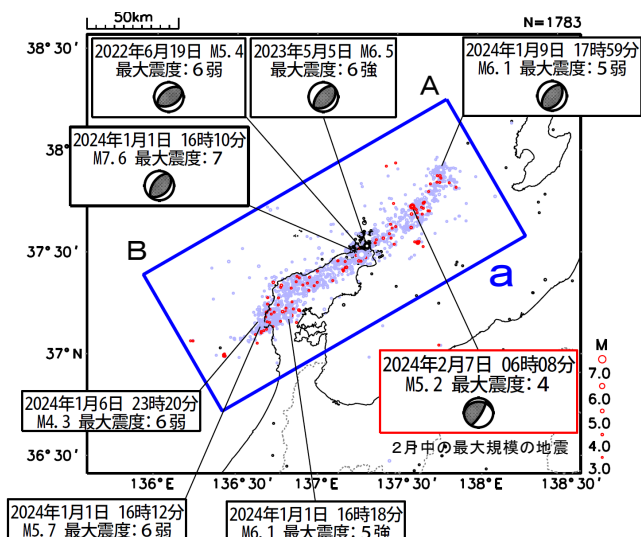 50km
N=1783
38°30'
2022年6月19日 M5.4
最大震度：6弱
2023年5月5日 M6.5
最大震度：6強
2024年1月9日 17時59分
M6.1 最大震度：5弱
A
38°N
2024年1月1日 16時10分
M7.6 最大震度：7
37°30'
B
a
37°N
2024年2月7日 06時08分
M5.2 最大震度：4
2月中の最大規模の地震
M
7.0
6.0
5.0
4.0
3.0
2024年1月6日 23時20分
M4.3 最大震度：6弱
36°30'
136°E
136°30'
137°E
137°30'
138°E
138°30'
2024年1月1日 16時12分
M5.7 最大震度：6弱
2024年1月1日 16時18分
M6.1 最大震度：5強